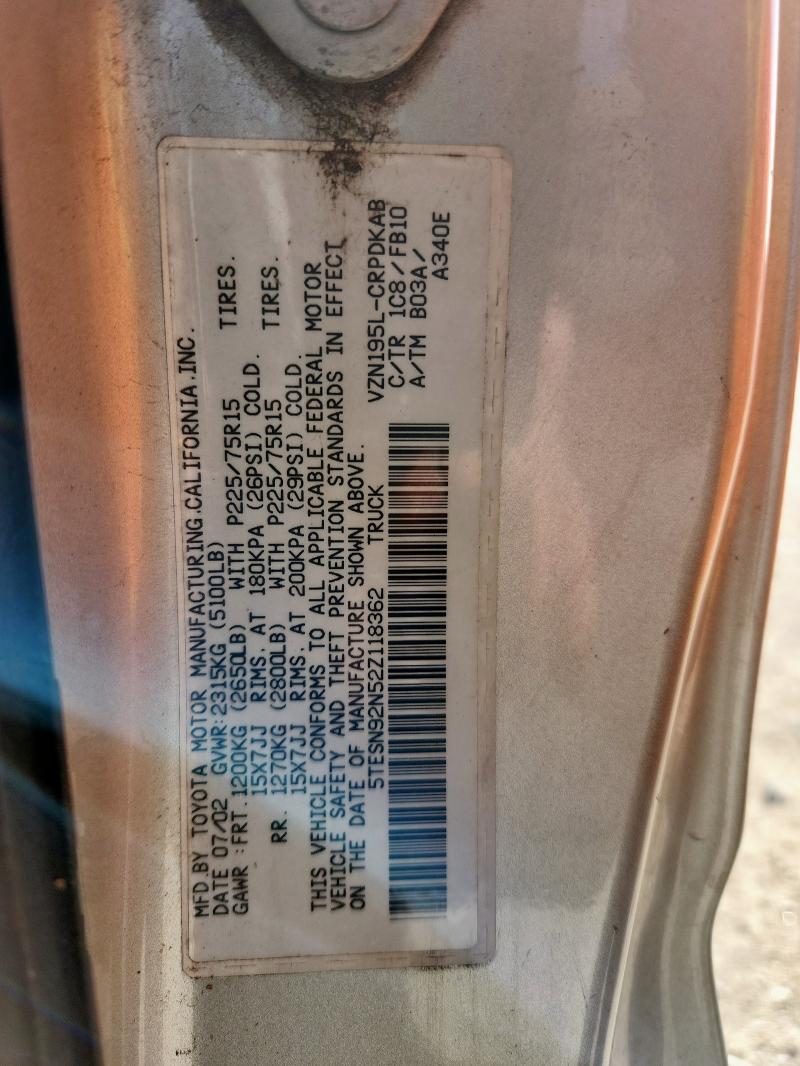 MFD.BY TOYOTA MOTOR MANUFACTURING.CALIFORNIA.INC.
DATE 07/02 GVWR:2315KG (5100LB)
GAWR :FRT.1200KG (2650LB) WITH P225/75R15 TIRES.
15X7JJ RIMS. AT 180KPA (26PSI) COLD.
RR. 1270KG (2800LB) WITH P225/75R15 TIRES.
15X7JJ RIMS. AT 200KPA (29PSI) COLD.
THIS VEHICLE CONFORMS TO ALL APPLICABLE FEDERAL MOTOR
VEHICLE SAFETY AND THEFT PREVENTION STANDARDS IN EFFECT
ON THE DATE OF MANUFACTURE SHOWN ABOVE.
5TESN92N52Z118362 TRUCK
VZN195L-CRPDKAB
C/TR 1C8/FB10
A/TM B03A/
A340E